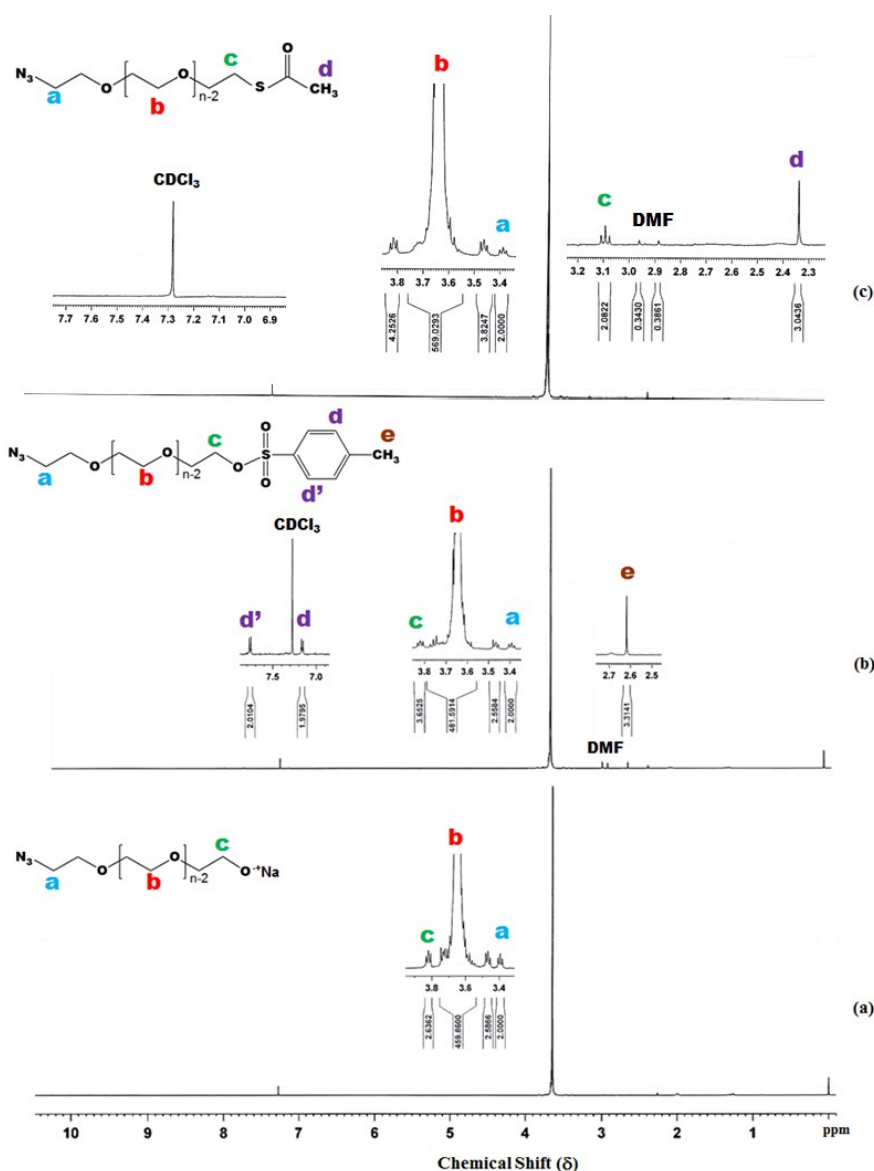 c
O
d
b
N₃
O
O
S
CH₃
n-2
a
b
CDCl₃
d
a
c
DMF
3.8 3.7 3.6 3.5 3.4
3.2 3.1 3.0 2.9 2.8 2.7 2.6 2.5 2.4 2.3
7.7 7.6 7.5 7.4 7.3 7.2 7.1 7.0 6.9
(c)
4.2526
569.0293
3.8247
2.0000
2.0822
0.3430
0.3861
3.0436
d
c
O
e
N₃
O
O
O
S
CH₃
n-2
O
a
b
d'
CDCl₃
b
e
d'
d
c
a
7.5 7.0
3.8 3.7 3.6 3.5 3.4
2.7 2.6 2.5
(b)
2.0104
1.9795
3.6525
481.5914
2.5584
2.0000
3.3141
DMF
b
c
N₃
O
O
O⁻⁺Na
n-2
a
b
c
a
3.8 3.6 3.4
(a)
2.6362
459.8600
2.5866
2.0000
10 9 8 7 6 5 4 3 2 1 ppm
Chemical Shift (δ)